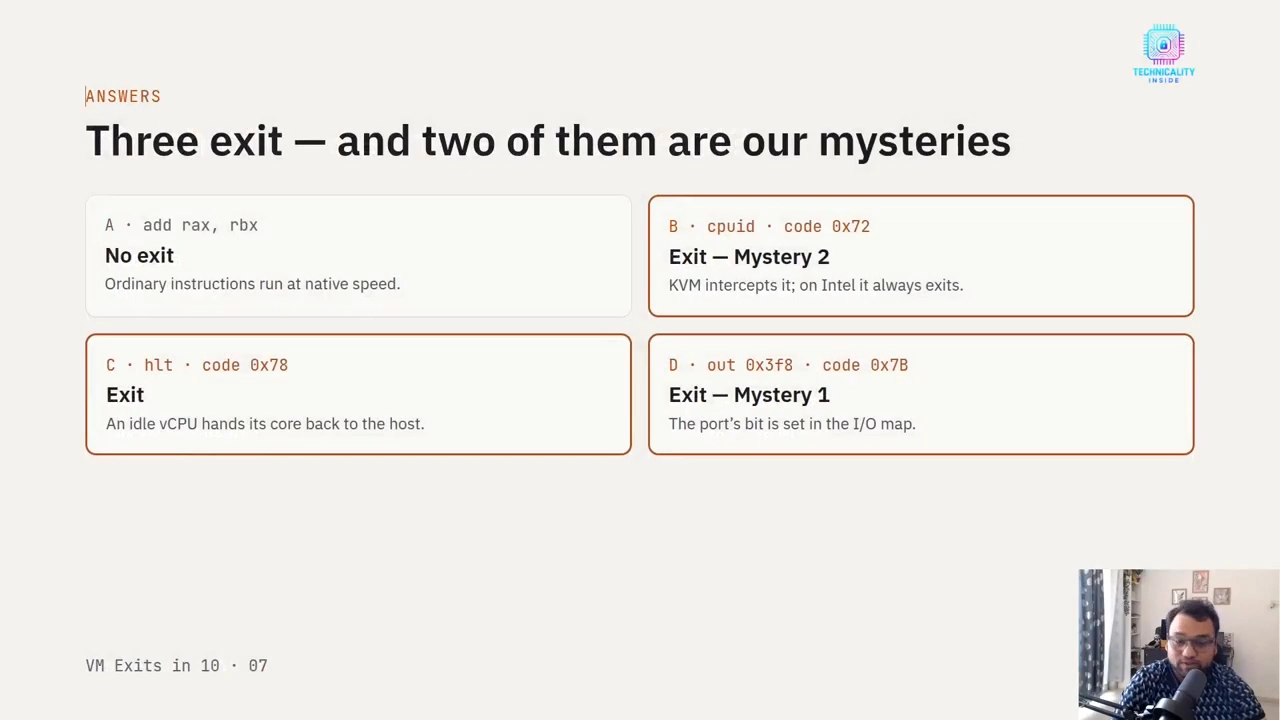 TECHNICALITY
INSIDE
ANSWERS
Three exit — and two of them are our mysteries
A · add rax, rbx
No exit
Ordinary instructions run at native speed.
B · cpuid · code 0x72
Exit — Mystery 2
KVM intercepts it; on Intel it always exits.
C · hlt · code 0x78
Exit
An idle vCPU hands its core back to the host.
D · out 0x3f8 · code 0x7B
Exit — Mystery 1
The port’s bit is set in the I/O map.
VM Exits in 10 · 07